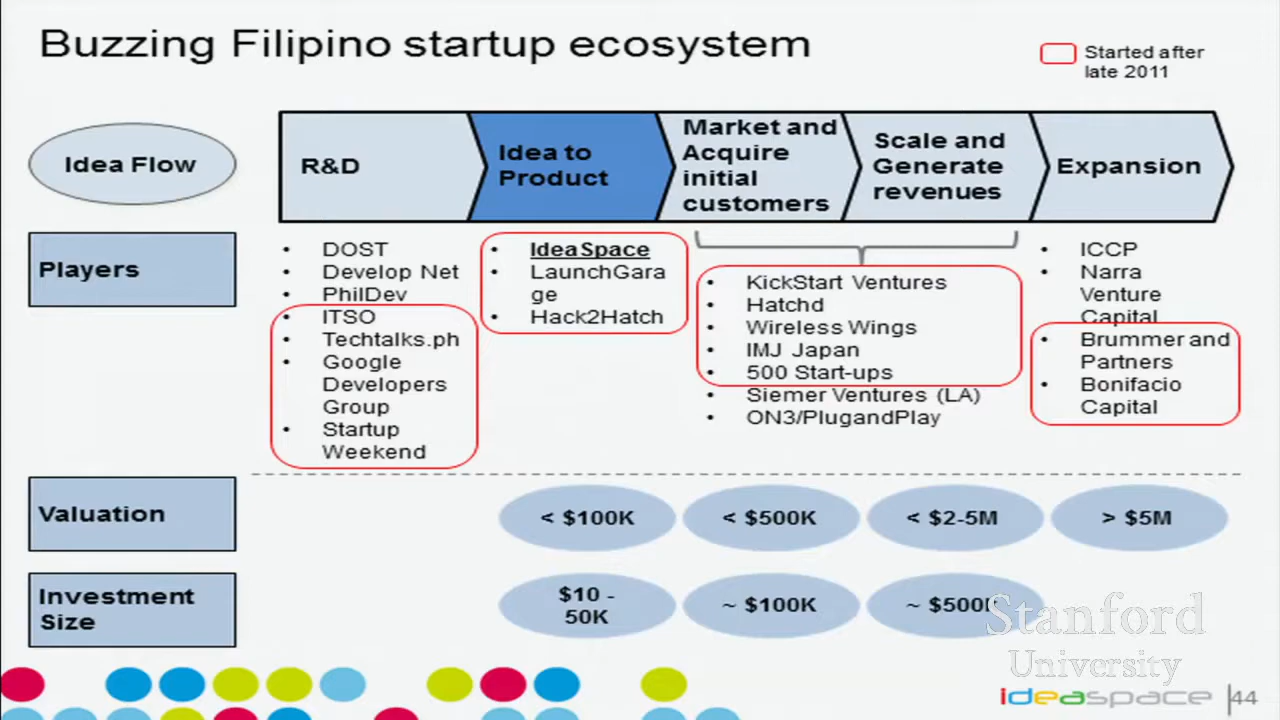 Buzzing Filipino startup ecosystem
Started after
late 2011
Idea Flow
R&D
Idea to
Product
Market and
Acquire
initial
customers
Scale and
Generate
revenues
Expansion
Players
• DOST
• Develop Net
• PhilDev
• ITSO
• Techtalks.ph
• Google
Developers
Group
• Startup
Weekend
• IdeaSpace
• LaunchGara
ge
• Hack2Hatch
• KickStart Ventures
• Hatchd
• Wireless Wings
• IMJ Japan
• 500 Start-ups
• Siemer Ventures (LA)
• ON3/PlugandPlay
• ICCP
• Narra
Venture
Capital
• Brummer and
Partners
• Bonifacio
Capital
Valuation
< $100K
< $500K
< $2-5M
> $5M
Investment
Size
$10 -
50K
~ $100K
~ $500K
Stanford
University
ideaspace
44